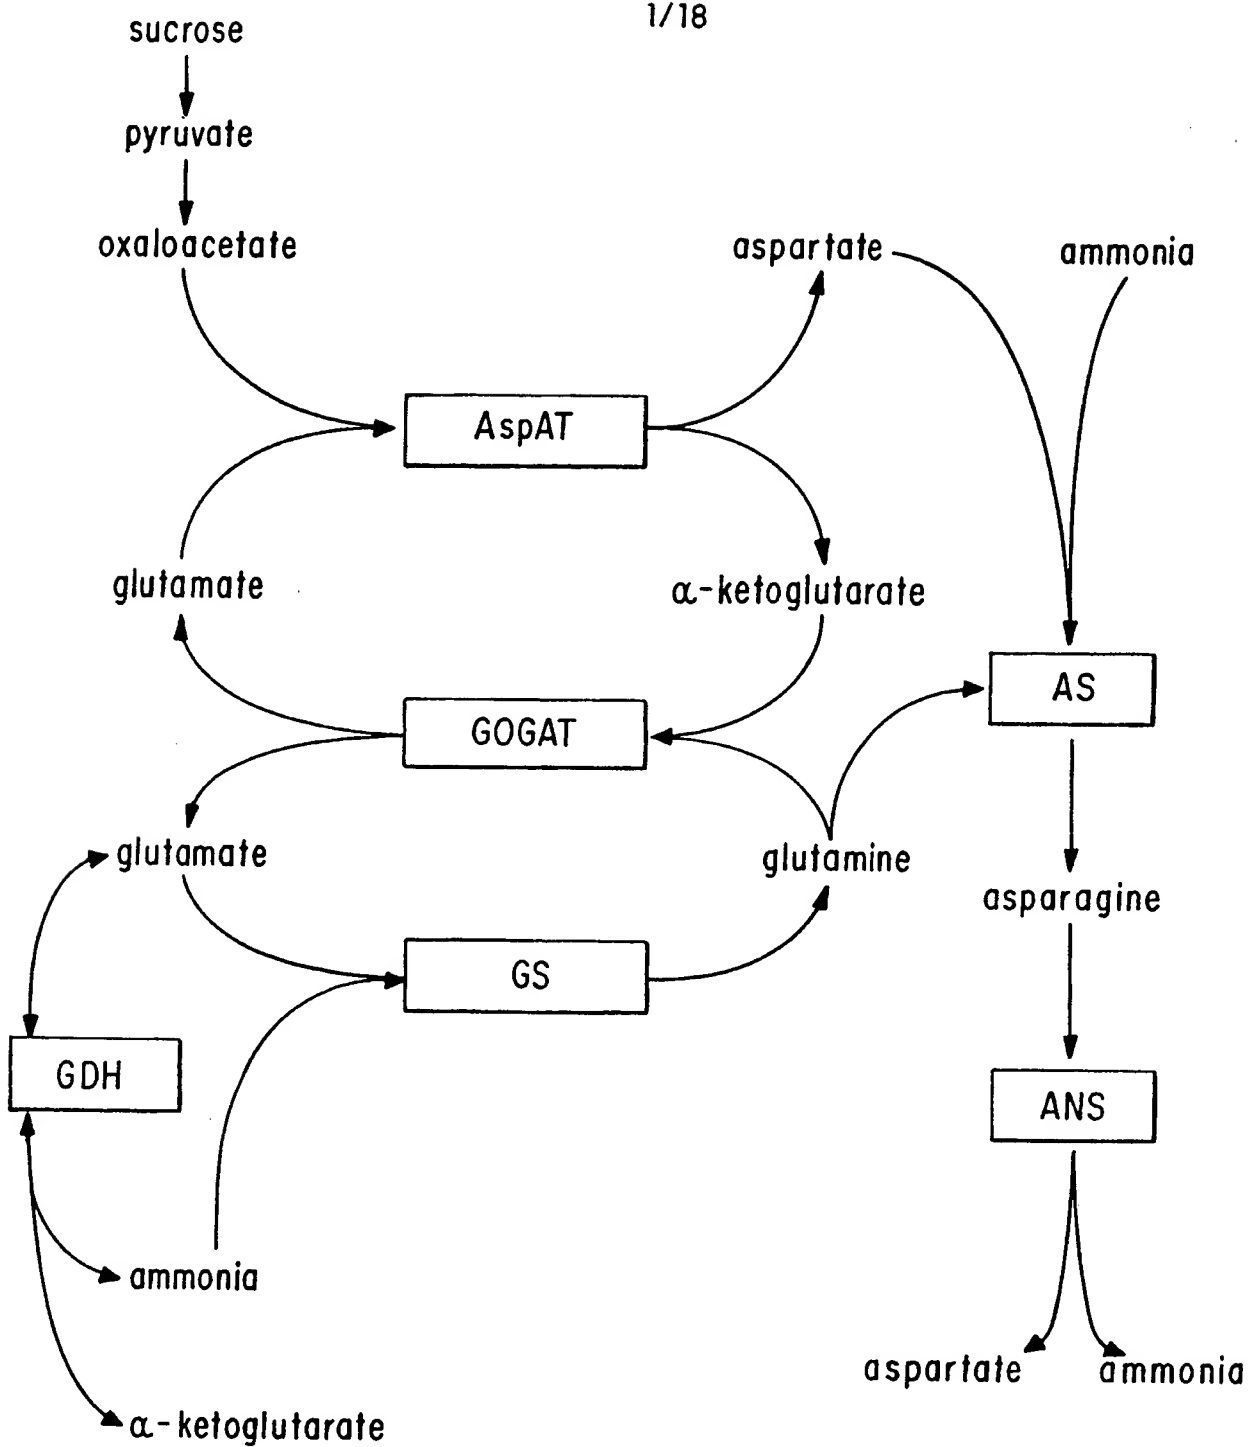 1/18
sucrose
pyruvate
oxaloacetate
aspartate
ammonia
AspAT
glutamate
α-ketoglutarate
AS
GOGAT
glutamate
glutamine
asparagine
GS
GDH
ANS
ammonia
aspartate
ammonia
α-ketoglutarate